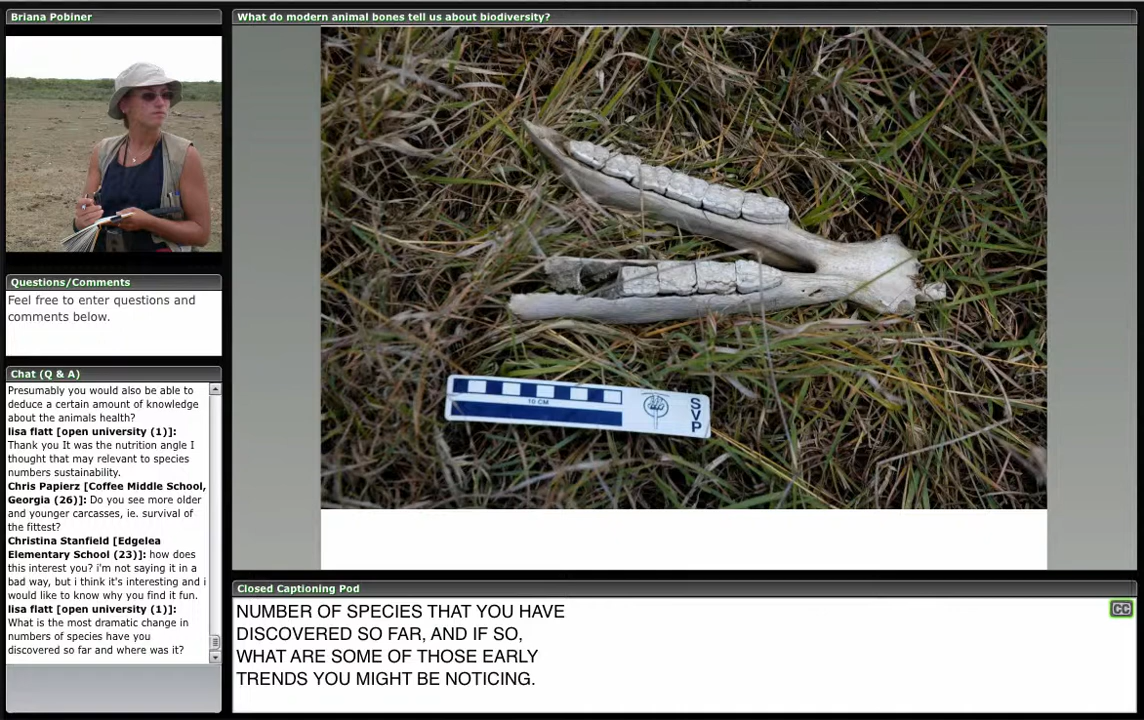 Briana Pobiner
What do modern animal bones tell us about biodiversity?
10 CM
SVP
Questions/Comments
Feel free to enter questions and
comments below.
Chat (Q & A)
Presumably you would also be able to
deduce a certain amount of knowledge
about the animals health?
lisa flatt [open university (1)]:
Thank you It was the nutrition angle I
thought that may relevant to species
numbers sustainability.
Chris Papierz [Coffee Middle School,
Georgia (26)]: Do you see more older
and younger carcasses, ie. survival of
the fittest?
Christina Stanfield [Edgelea
Elementary School (23)]: how does
this interest you? i'm not saying it in a
bad way, but i think it's interesting and i
would like to know why you find it fun.
lisa flatt [open university (1)]:
What is the most dramatic change in
numbers of species have you
discovered so far and where was it?
Closed Captioning Pod
CC
NUMBER OF SPECIES THAT YOU HAVE
DISCOVERED SO FAR, AND IF SO,
WHAT ARE SOME OF THOSE EARLY
TRENDS YOU MIGHT BE NOTICING.